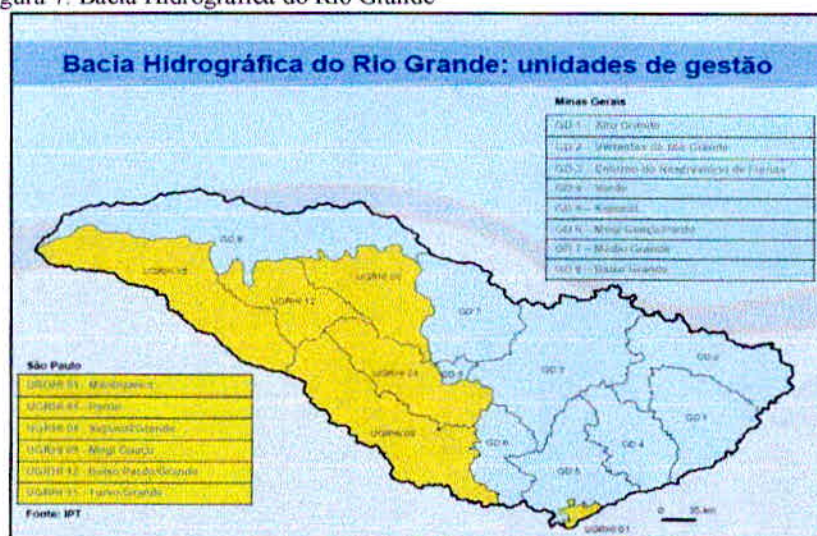 gura 7. Bacia Hidrográfica do Rio Grande
Bacia Hidrográfica do Rio Grande: unidades de gestão
Minas Gerais
GD 1 - Alto Grande
GD 2 - Vertentes do Rio Grande
GD 3 - Entorno do Reservatório de Furnas
GD 4 - Verde
GD 5 - Sapucaí
GD 6 - Mogi Guaçu/Pardo
GD 7 - Médio Grande
GD 8 - Baixo Grande
GD 8
UGRHI 15
UGRHI 12
GD 7
GD 2
GD 3
UGRHI 04
GD 1
GD 4
UGRHI 09
GD 6
GD 5
São Paulo
UGRHI 01 - Mantiqueira
UGRHI 04 - Pardo
UGRHI 08 - Sapucaí/Grande
UGRHI 09 - Mogi Guaçu
UGRHI 12 - Baixo Pardo/Grande
UGRHI 15 - Turvo/Grande
Fonte: IPT
0 35 km
UGRHI 01